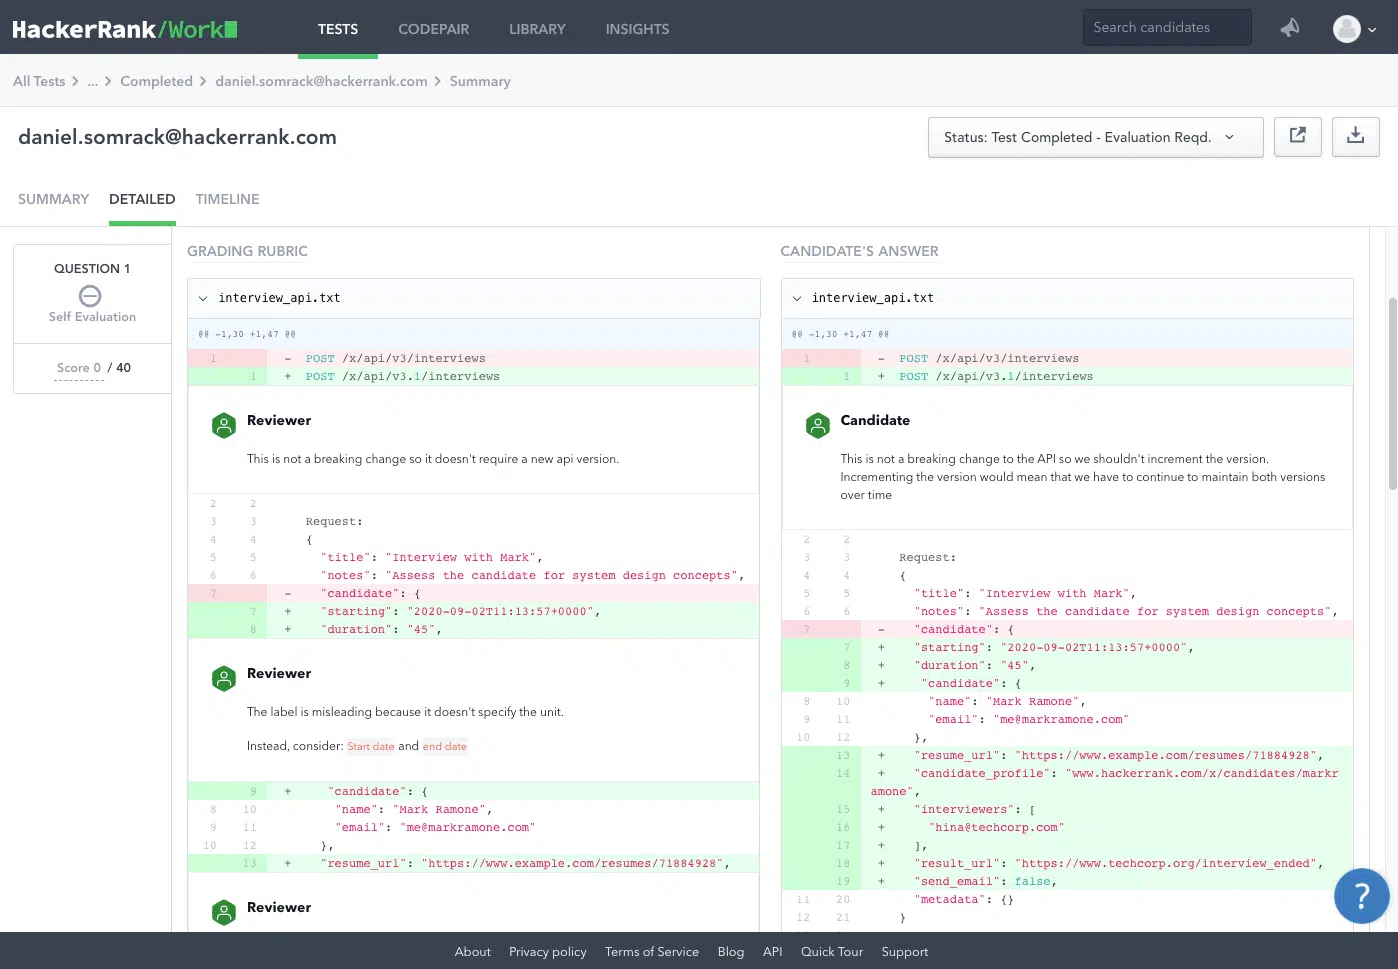 HackerRank/Work
TESTS
CODEPAIR
LIBRARY
INSIGHTS
Search candidates
All Tests > ... > Completed > daniel.somrack@hackerrank.com > Summary
daniel.somrack@hackerrank.com
Status: Test Completed - Evaluation Reqd.
SUMMARY
DETAILED
TIMELINE
QUESTION 1
Self Evaluation
Score 0 / 40
GRADING RUBRIC
interview_api.txt
@@ -1,30 +1,47 @@
1 - POST /x/api/v3/interviews
1 + POST /x/api/v3.1/interviews
Reviewer
This is not a breaking change so it doesn't require a new api version.
2 2
3 3 Request:
4 4 {
5 5 "title": "Interview with Mark",
6 6 "notes": "Assess the candidate for system design concepts",
7 - "candidate": {
7 + "starting": "2020-09-02T11:13:57+0000",
8 + "duration": "45",
Reviewer
The label is misleading because it doesn't specify the unit.
Instead, consider: Start date and end date
9 + "candidate": {
8 10 "name": "Mark Ramone",
9 11 "email": "me@markramone.com"
10 12 },
13 + "resume_url": "https://www.example.com/resumes/71884928",
Reviewer
CANDIDATE'S ANSWER
interview_api.txt
@@ -1,30 +1,47 @@
1 - POST /x/api/v3/interviews
1 + POST /x/api/v3.1/interviews
Candidate
This is not a breaking change to the API so we shouldn't increment the version.
Incrementing the version would mean that we have to continue to maintain both versions
over time
2 2
3 3 Request:
4 4 {
5 5 "title": "Interview with Mark",
6 6 "notes": "Assess the candidate for system design concepts",
7 - "candidate": {
7 + "starting": "2020-09-02T11:13:57+0000",
8 + "duration": "45",
9 + "candidate": {
8 10 "name": "Mark Ramone",
9 11 "email": "me@markramone.com"
10 12 },
13 + "resume_url": "https://www.example.com/resumes/71884928",
14 + "candidate_profile": "www.hackerrank.com/x/candidates/markr
amone",
15 + "interviewers": [
16 + "hina@techcorp.com"
17 + ],
18 + "result_url": "https://www.techcorp.org/interview_ended",
19 + "send_email": false,
11 20 "metadata": {}
12 21 }
?
About
Privacy policy
Terms of Service
Blog
API
Quick Tour
Support